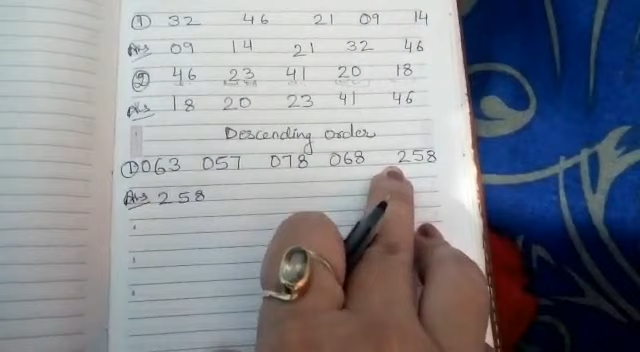 ① 32 46 21 09 14
Ans 09 14 21 32 46
② 46 23 41 20 18
Ans 18 20 23 41 46
Descending order
① 063 057 078 068 258
Ans 258